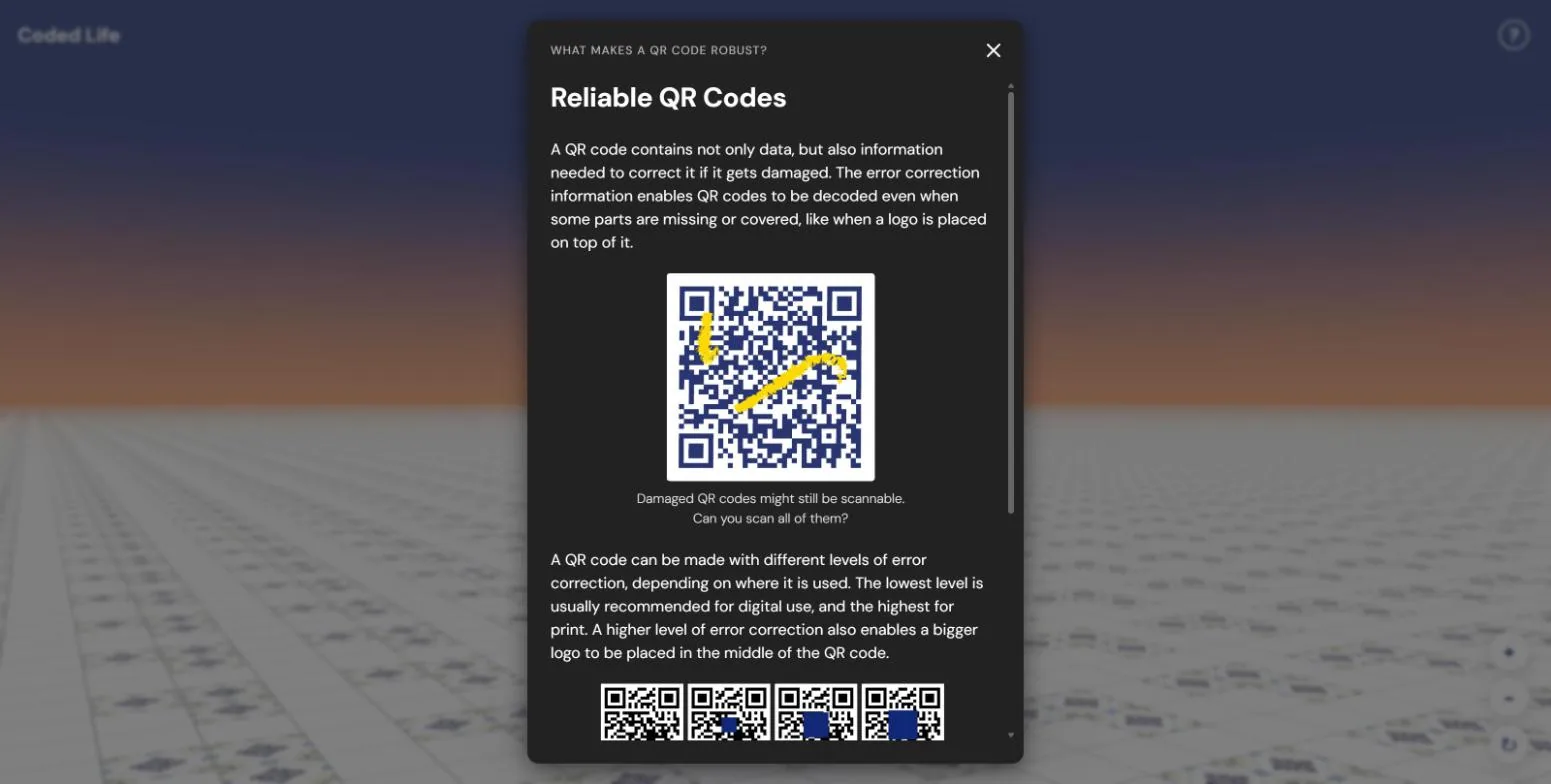 Coded Life
?
WHAT MAKES A QR CODE ROBUST?
Reliable QR Codes
A QR code contains not only data, but also information
needed to correct it if it gets damaged. The error correction
information enables QR codes to be decoded even when
some parts are missing or covered, like when a logo is placed
on top of it.
Damaged QR codes might still be scannable.
Can you scan all of them?
A QR code can be made with different levels of error
correction, depending on where it is used. The lowest level is
usually recommended for digital use, and the highest for
print. A higher level of error correction also enables a bigger
logo to be placed in the middle of the QR code.